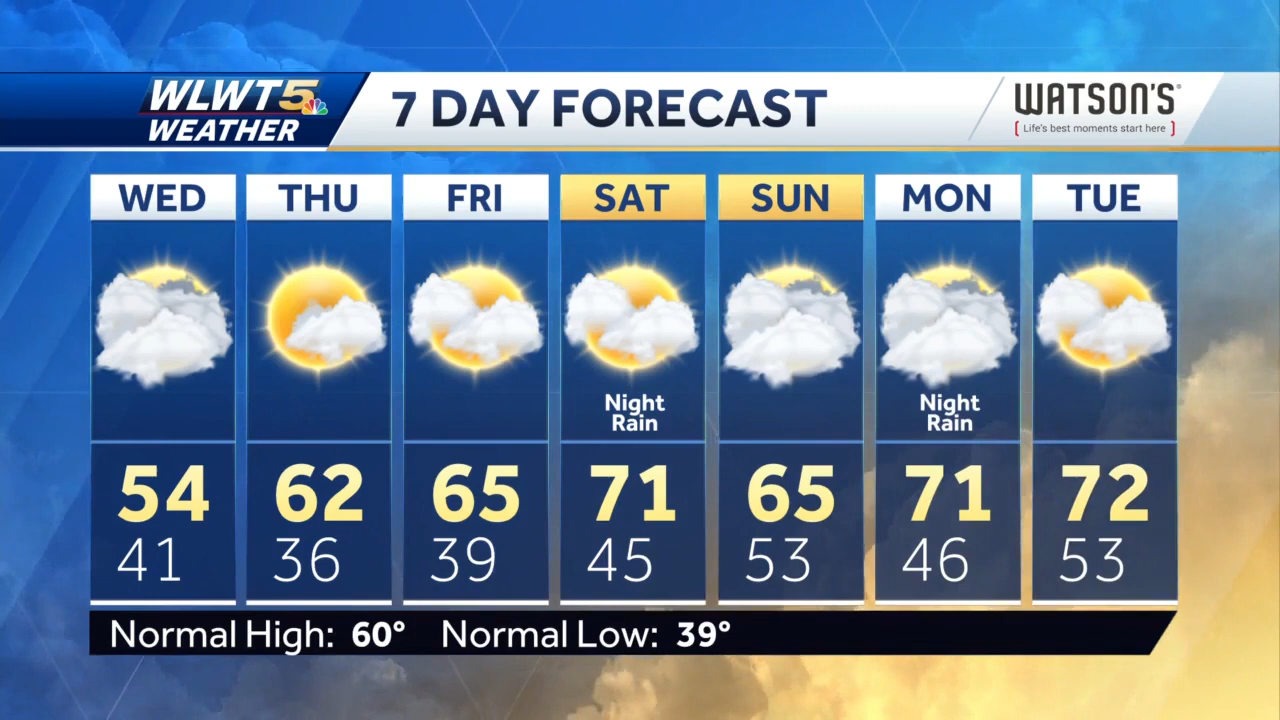 WLWT5
WEATHER
7 DAY FORECAST
WATSON'S®
[ Life's best moments start here ]
WED THU FRI SAT SUN MON TUE
Night Night
Rain Rain
54 62 65 71 65 71 72
41 36 39 45 53 46 53
Normal High: 60° Normal Low: 39°